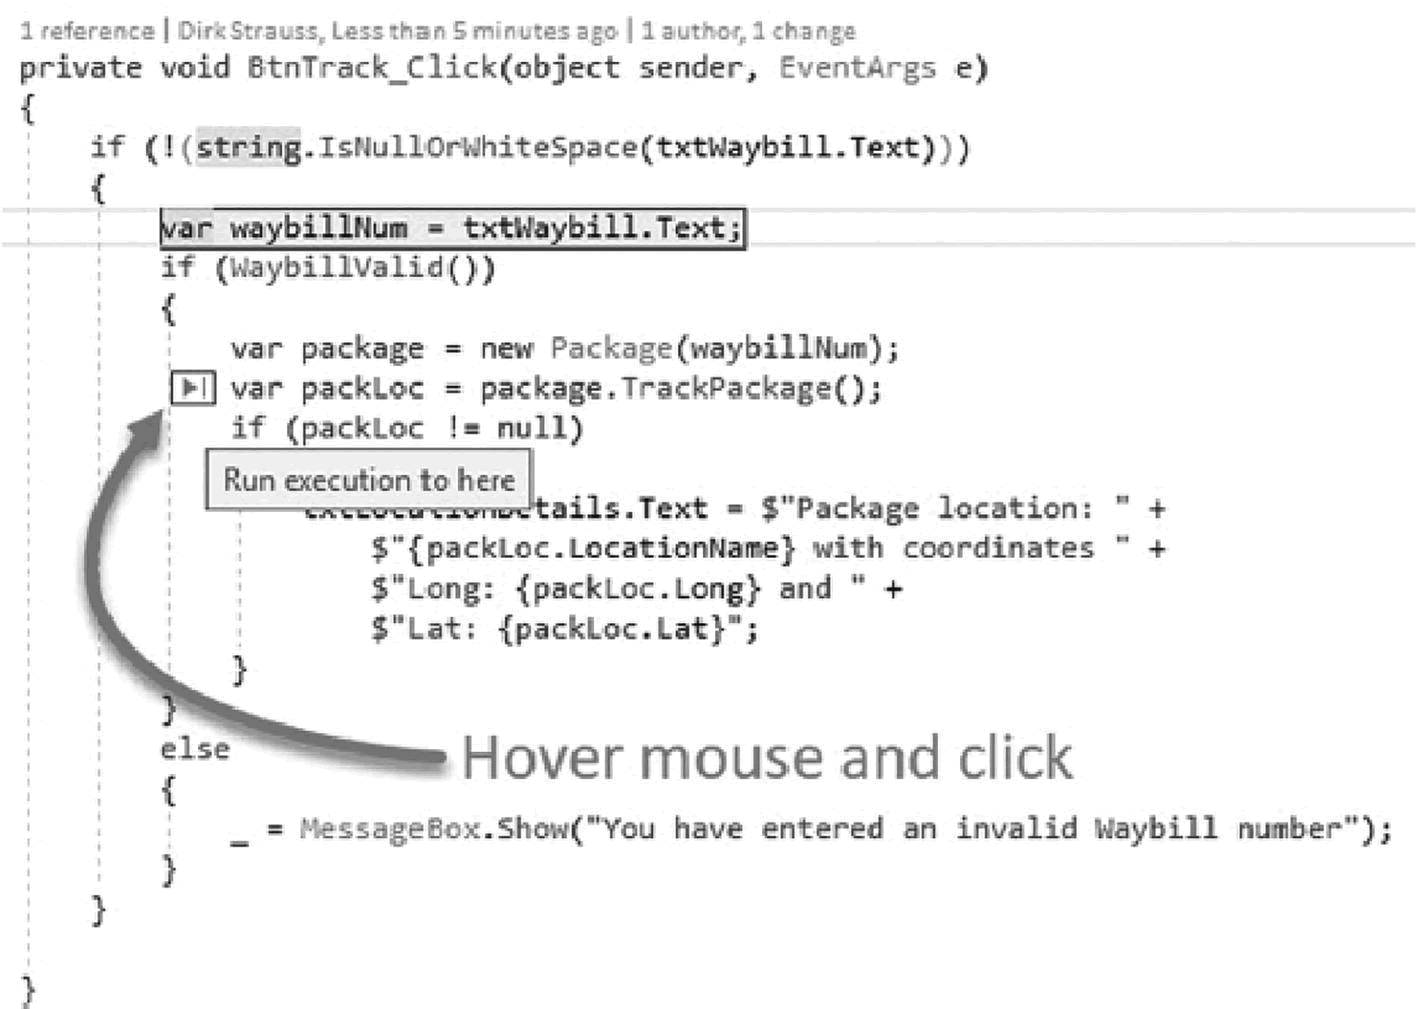 1 reference | Dirk Strauss, Less than 5 minutes ago | 1 author, 1 change
private void BtnTrack_Click(object sender, EventArgs e)
{
if (!(string.IsNullOrWhiteSpace(txtWaybill.Text)))
{
var waybillNum = txtWaybill.Text;
if (WaybillValid())
{
var package = new Package(waybillNum);
var packLoc = package.TrackPackage();
if (packLoc != null)
Run execution to here
tails.Text = $"Package location: " +
$"{packLoc.LocationName} with coordinates " +
$"Long: {packLoc.Long} and " +
$"Lat: {packLoc.Lat}";
}
}
else
Hover mouse and click
{
_ = MessageBox.Show("You have entered an invalid Waybill number");
}
}
}